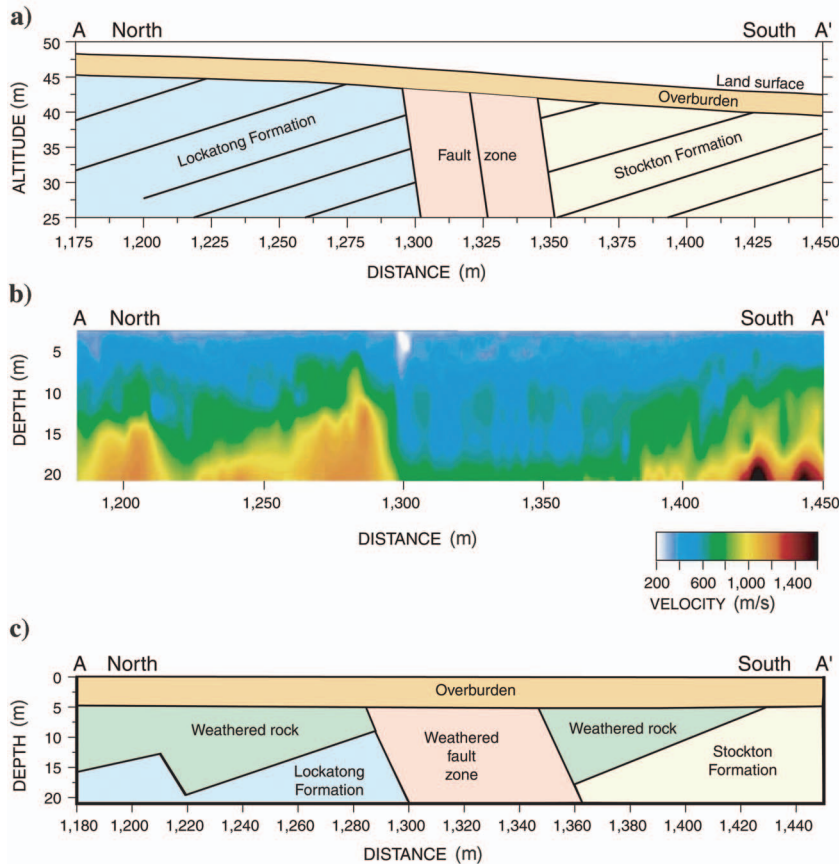 a)
A North South A'
50
45
40
35
30
25
ALTITUDE (m)
Land surface
Overburden
Lockatong Formation
Fault zone
Stockton Formation
1,175 1,200 1,225 1,250 1,275 1,300 1,325 1,350 1,375 1,400 1,425 1,450
DISTANCE (m)
b)
A North South A'
5
10
15
20
DEPTH (m)
1,200 1,250 1,300 1,350 1,400 1,450
DISTANCE (m)
200 600 1,000 1,400
VELOCITY (m/s)
c)
A North South A'
0
5
10
15
20
DEPTH (m)
Overburden
Weathered rock
Lockatong
Formation
Weathered
fault
zone
Weathered rock
Stockton
Formation
1,180 1,200 1,220 1,240 1,260 1,280 1,300 1,320 1,340 1,360 1,380 1,400 1,420 1,440
DISTANCE (m)